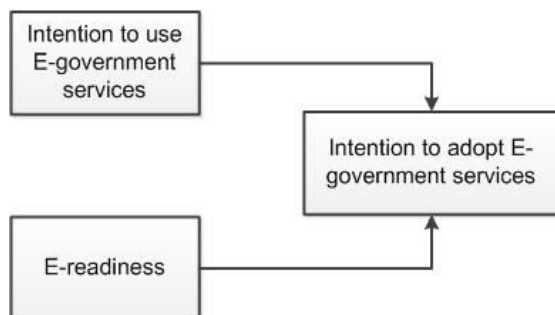 Intention to use
E-government
services
Intention to adopt E-
government services
E-readiness